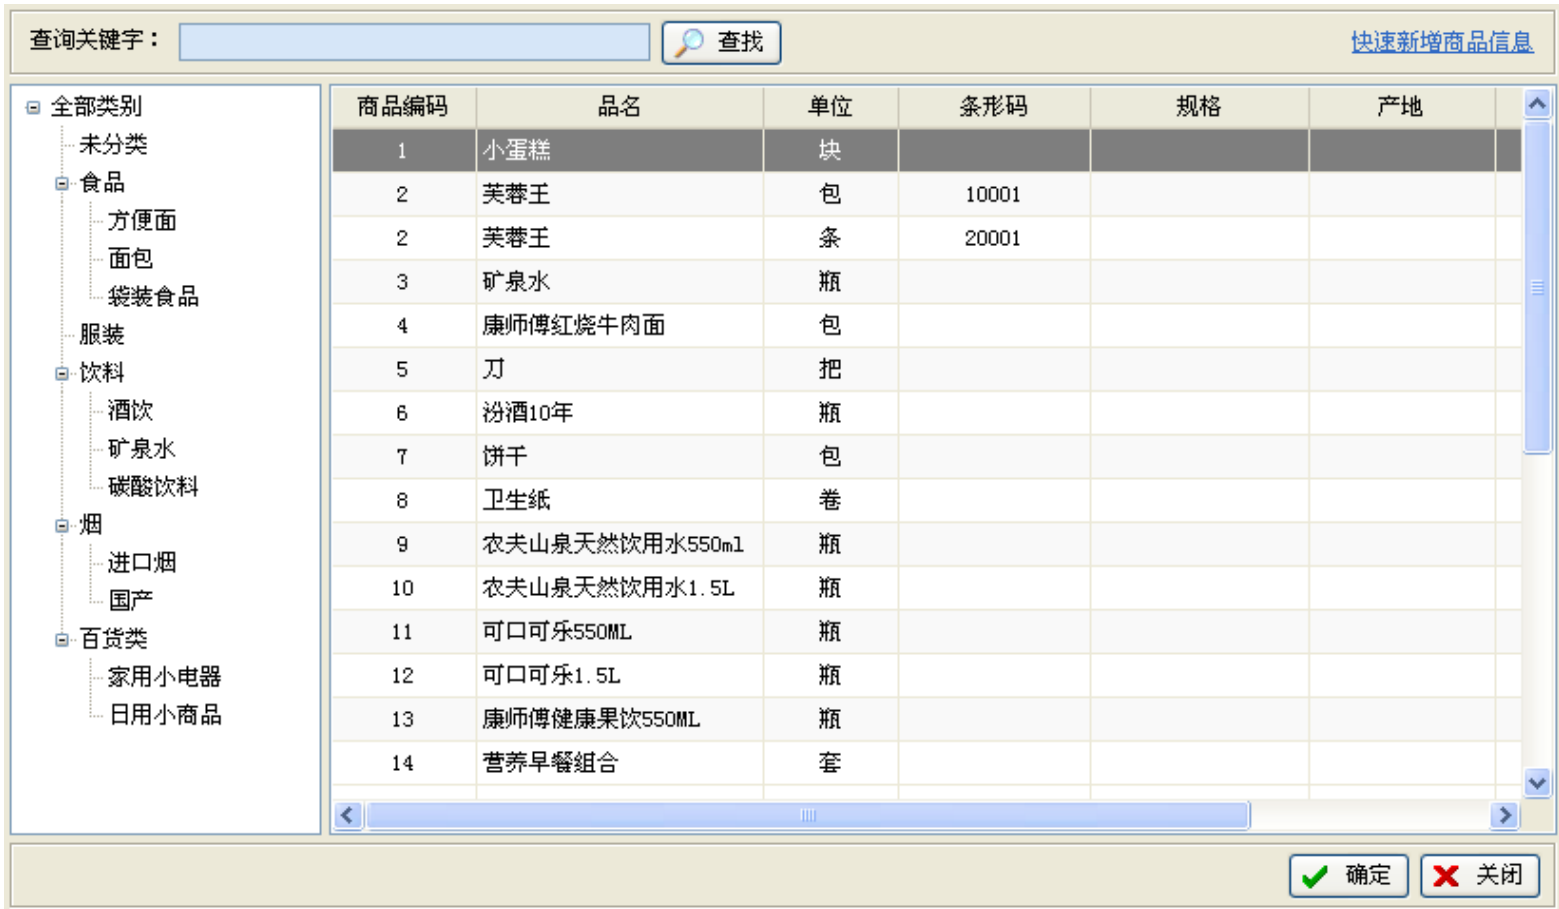 查询关键字： 查找 快速新增商品信息
全部类别
未分类
食品
方便面
面包
袋装食品
服装
饮料
酒饮
矿泉水
碳酸饮料
烟
进口烟
国产
百货类
家用小电器
日用小商品
商品编码 品名 单位 条形码 规格 产地
1 小蛋糕 块
2 芙蓉王 包 10001
2 芙蓉王 条 20001
3 矿泉水 瓶
4 康师傅红烧牛肉面 包
5 刀 把
6 汾酒10年 瓶
7 饼干 包
8 卫生纸 卷
9 农夫山泉天然饮用水550ml 瓶
10 农夫山泉天然饮用水1.5L 瓶
11 可口可乐550ML 瓶
12 可口可乐1.5L 瓶
13 康师傅健康果饮550ML 瓶
14 营养早餐组合 套
确定 关闭